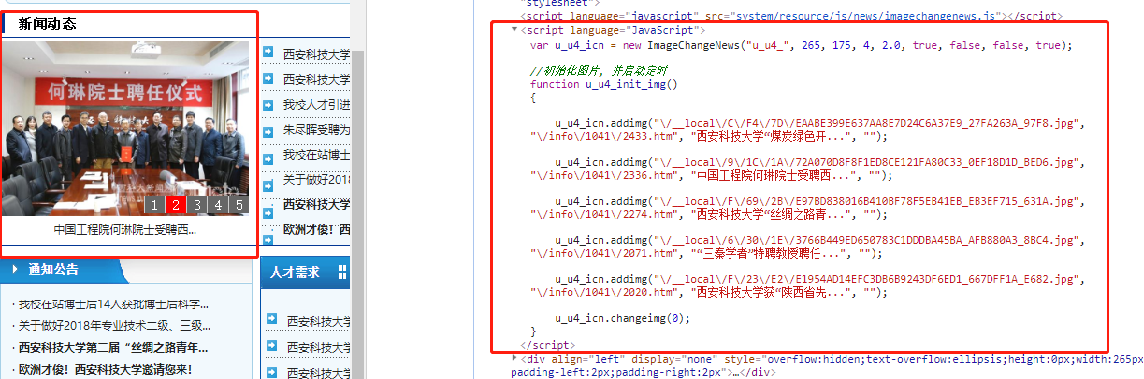 新闻动态
何琳院士聘任仪式
1 2 3 4 5
中国工程院何琳院士受聘西...
西安科技大学
西安科技大学
我校人才引进
朱尽晖受聘为
我校在站博士
关于做好2018
西安科技大学
欧洲才俊！西
通知公告
· 我校在站博士后14人获批博士后科学...
· 关于做好2018年专业技术二级、三级...
· 西安科技大学第二届“丝绸之路青年...
· 欧洲才俊！西安科技大学邀请您来!
人才需求
西安科技大学
西安科技大学
西安科技大学
"stylesheet">
<script language="javascript" src="system/resource/js/news/imagechangenews.js"></script>
<script language="JavaScript">
var u_u4_icn = new ImageChangeNews("u_u4_", 265, 175, 4, 2.0, true, false, false, true);
//初始化图片, 并启动定时
function u_u4_init_img()
{
u_u4_icn.addimg("\/__local\/C\/F4\/7D\/EAABE399E637AA8E7D24C6A37E9_27FA263A_97F8.jpg",
"\/info\/1041\/2433.htm", "西安科技大学“煤炭绿色开...", "");
u_u4_icn.addimg("\/__local\/9\/1C\/1A\/72A070D8F8F1ED8CE121FA80C33_0EF18D1D_BED6.jpg",
"\/info\/1041\/2336.htm", "中国工程院何琳院士受聘西...", "");
u_u4_icn.addimg("\/__local\/F\/69\/2B\/E97BD838016B410BF78F5EB41EB_EB3EF715_631A.jpg",
"\/info\/1041\/2274.htm", "西安科技大学“丝绸之路青...", "");
u_u4_icn.addimg("\/__local\/6\/30\/1E\/3766B449ED650783C1DDDBA45BA_AFB880A3_8BC4.jpg",
"\/info\/1041\/2071.htm", "“三秦学者”特聘教授聘任...", "");
u_u4_icn.addimg("\/__local\/F\/23\/E2\/E1954AD14EFC3DB6B9243DF6ED1_667DFF1A_E682.jpg",
"\/info\/1041\/2020.htm", "西安科技大学获“陕西省先...", "");
u_u4_icn.changeimg(0);
}
</script>
<div align="left" display="none" style="overflow:hidden;text-overflow:ellipsis;height:0px;width:265px
padding-left:2px;padding-right:2px">…</div>